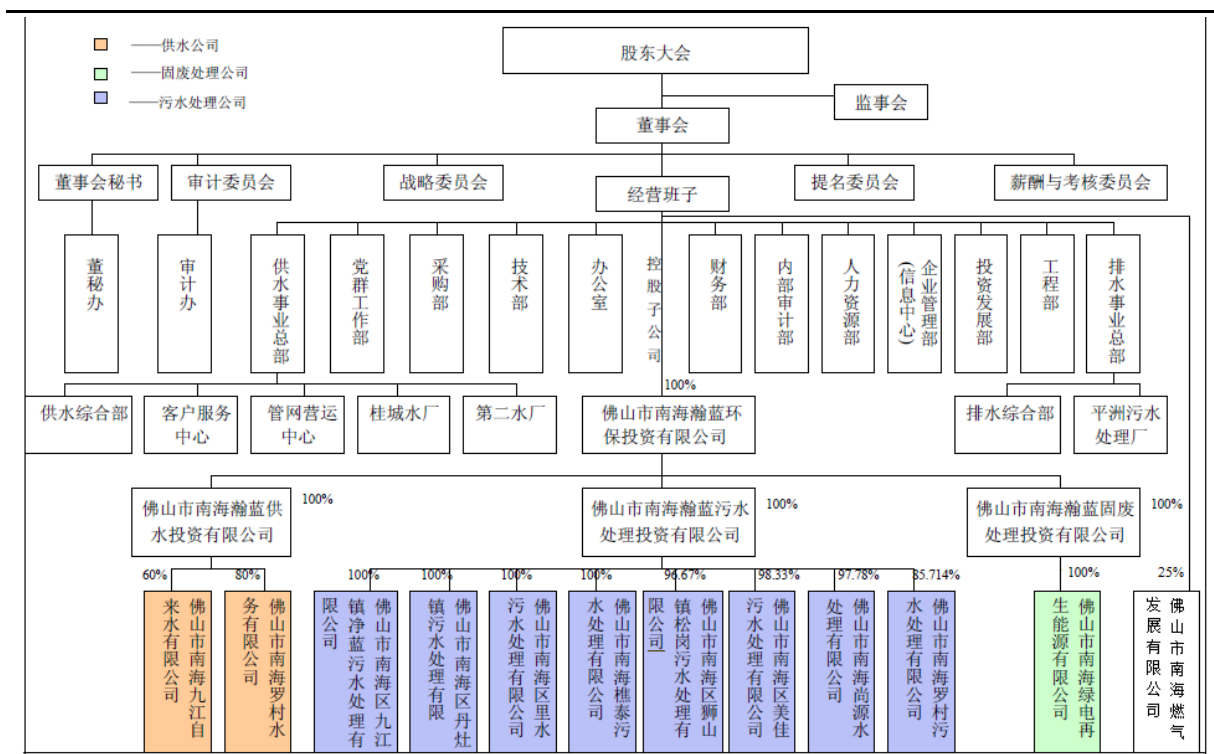 ——供水公司
——固废处理公司
——污水处理公司
股东大会
监事会
董事会
董事会秘书
审计委员会
战略委员会
经营班子
提名委员会
薪酬与考核委员会
董秘办
审计办
供水事业总部
党群工作部
采购部
技术部
办公室
控股子公司
财务部
内部审计部
人力资源部
企业管理部
(信息中心)
投资发展部
工程部
排水事业总部
100%
供水综合部
客户服务
中心
管网营运
中心
桂城水厂
第二水厂
佛山市南海瀚蓝环
保投资有限公司
排水综合部
平洲污水
处理厂
佛山市南海瀚蓝供
水投资有限公司
100%
佛山市南海瀚蓝污水
处理投资有限公司
100%
佛山市南海瀚蓝固废
处理投资有限公司
100%
60%
80%
100%
100%
100%
100%
96.67%
98.33%
97.78%
85.714%
100%
25%
佛山市南海九江自
来水有限公司
佛山市南海罗村水
务有限公司
佛山市南海区九江
镇净蓝污水处理有
限公司
佛山市南海区丹灶
镇污水处理有限
佛山市南海区里水
污水处理有限公司
佛山市南海樵泰污
水处理有限公司
佛山市南海区狮山
镇松岗污水处理有
限公司
佛山市南海区美佳
污水处理有限公司
佛山市南海尚源水
处理有限公司
佛山市南海罗村污
水处理有限公司
佛山市南海绿电再
生能源有限公司
佛山市南海燃气
发展有限公司